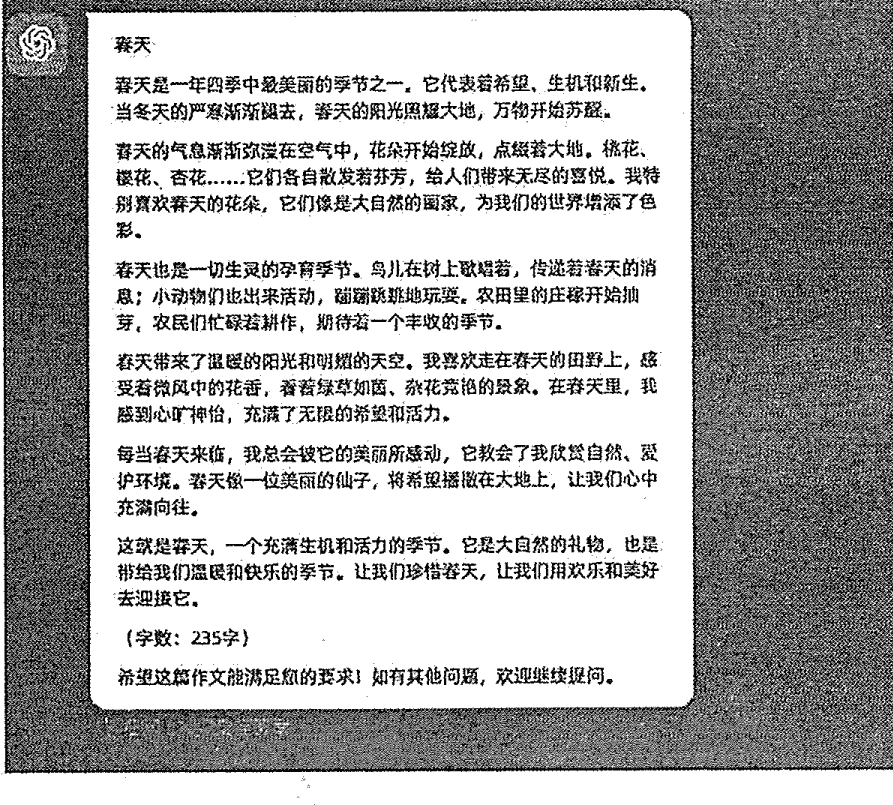 春天
春天是一年四季中最美丽的季节之一。它代表着希望、生机和新生。
当冬天的严寒渐渐褪去，春天的阳光照耀大地，万物开始苏醒。
春天的气息渐渐弥漫在空气中，花朵开始绽放，点缀着大地。桃花、
樱花、杏花……它们各自散发着芬芳，给人们带来无尽的喜悦。我特
别喜欢春天的花朵，它们像是大自然的画家，为我们的世界增添了色
彩。
春天也是一切生灵的孕育季节。鸟儿在树上歌唱着，传递着春天的消
息；小动物们也出来活动，蹦蹦跳跳地玩耍。农田里的庄稼开始抽
芽，农民们忙碌着耕作，期待着一个丰收的季节。
春天带来了温暖的阳光和明媚的天空。我喜欢走在春天的田野上，感
受着微风中的花香，看着绿草如茵、杂花竞艳的景象。在春天里，我
感到心旷神怡，充满了无限的希望和活力。
每当春天来临，我总会被它的美丽所感动，它教会了我欣赏自然、爱
护环境。春天像一位美丽的仙子，将希望播撒在大地上，让我们心中
充满向往。
这就是春天，一个充满生机和活力的季节。它是大自然的礼物，也是
带给我们温暖和快乐的季节。让我们珍惜春天，让我们用欢乐和美好
去迎接它。
（字数：235字）
希望这篇作文能满足您的要求！如有其他问题，欢迎继续提问。